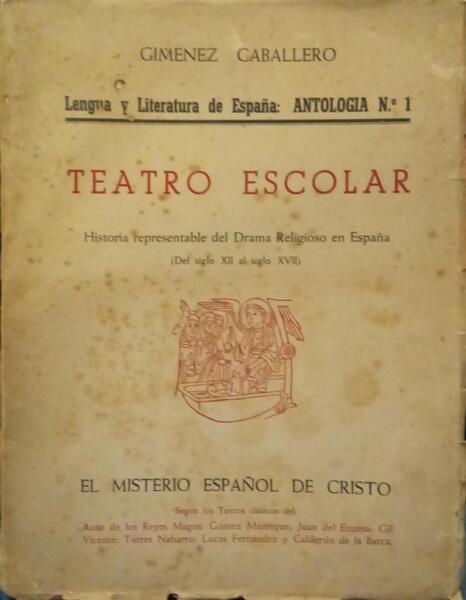 GIMENEZ CABALLERO
Lengua y Literatura de España: ANTOLOGIA N.º 1
TEATRO ESCOLAR
Historia representable del Drama Religioso en España
(Del siglo XII al siglo XVII)
EL MISTERIO ESPAÑOL DE CRISTO
Según los Textos clásicos del:
Auto de los Reyes Magos; Gómez Manrique; Juan del Enzina; Gil
Vicente; Torres Naharro; Lucas Fernández y Calderón de la Barca.